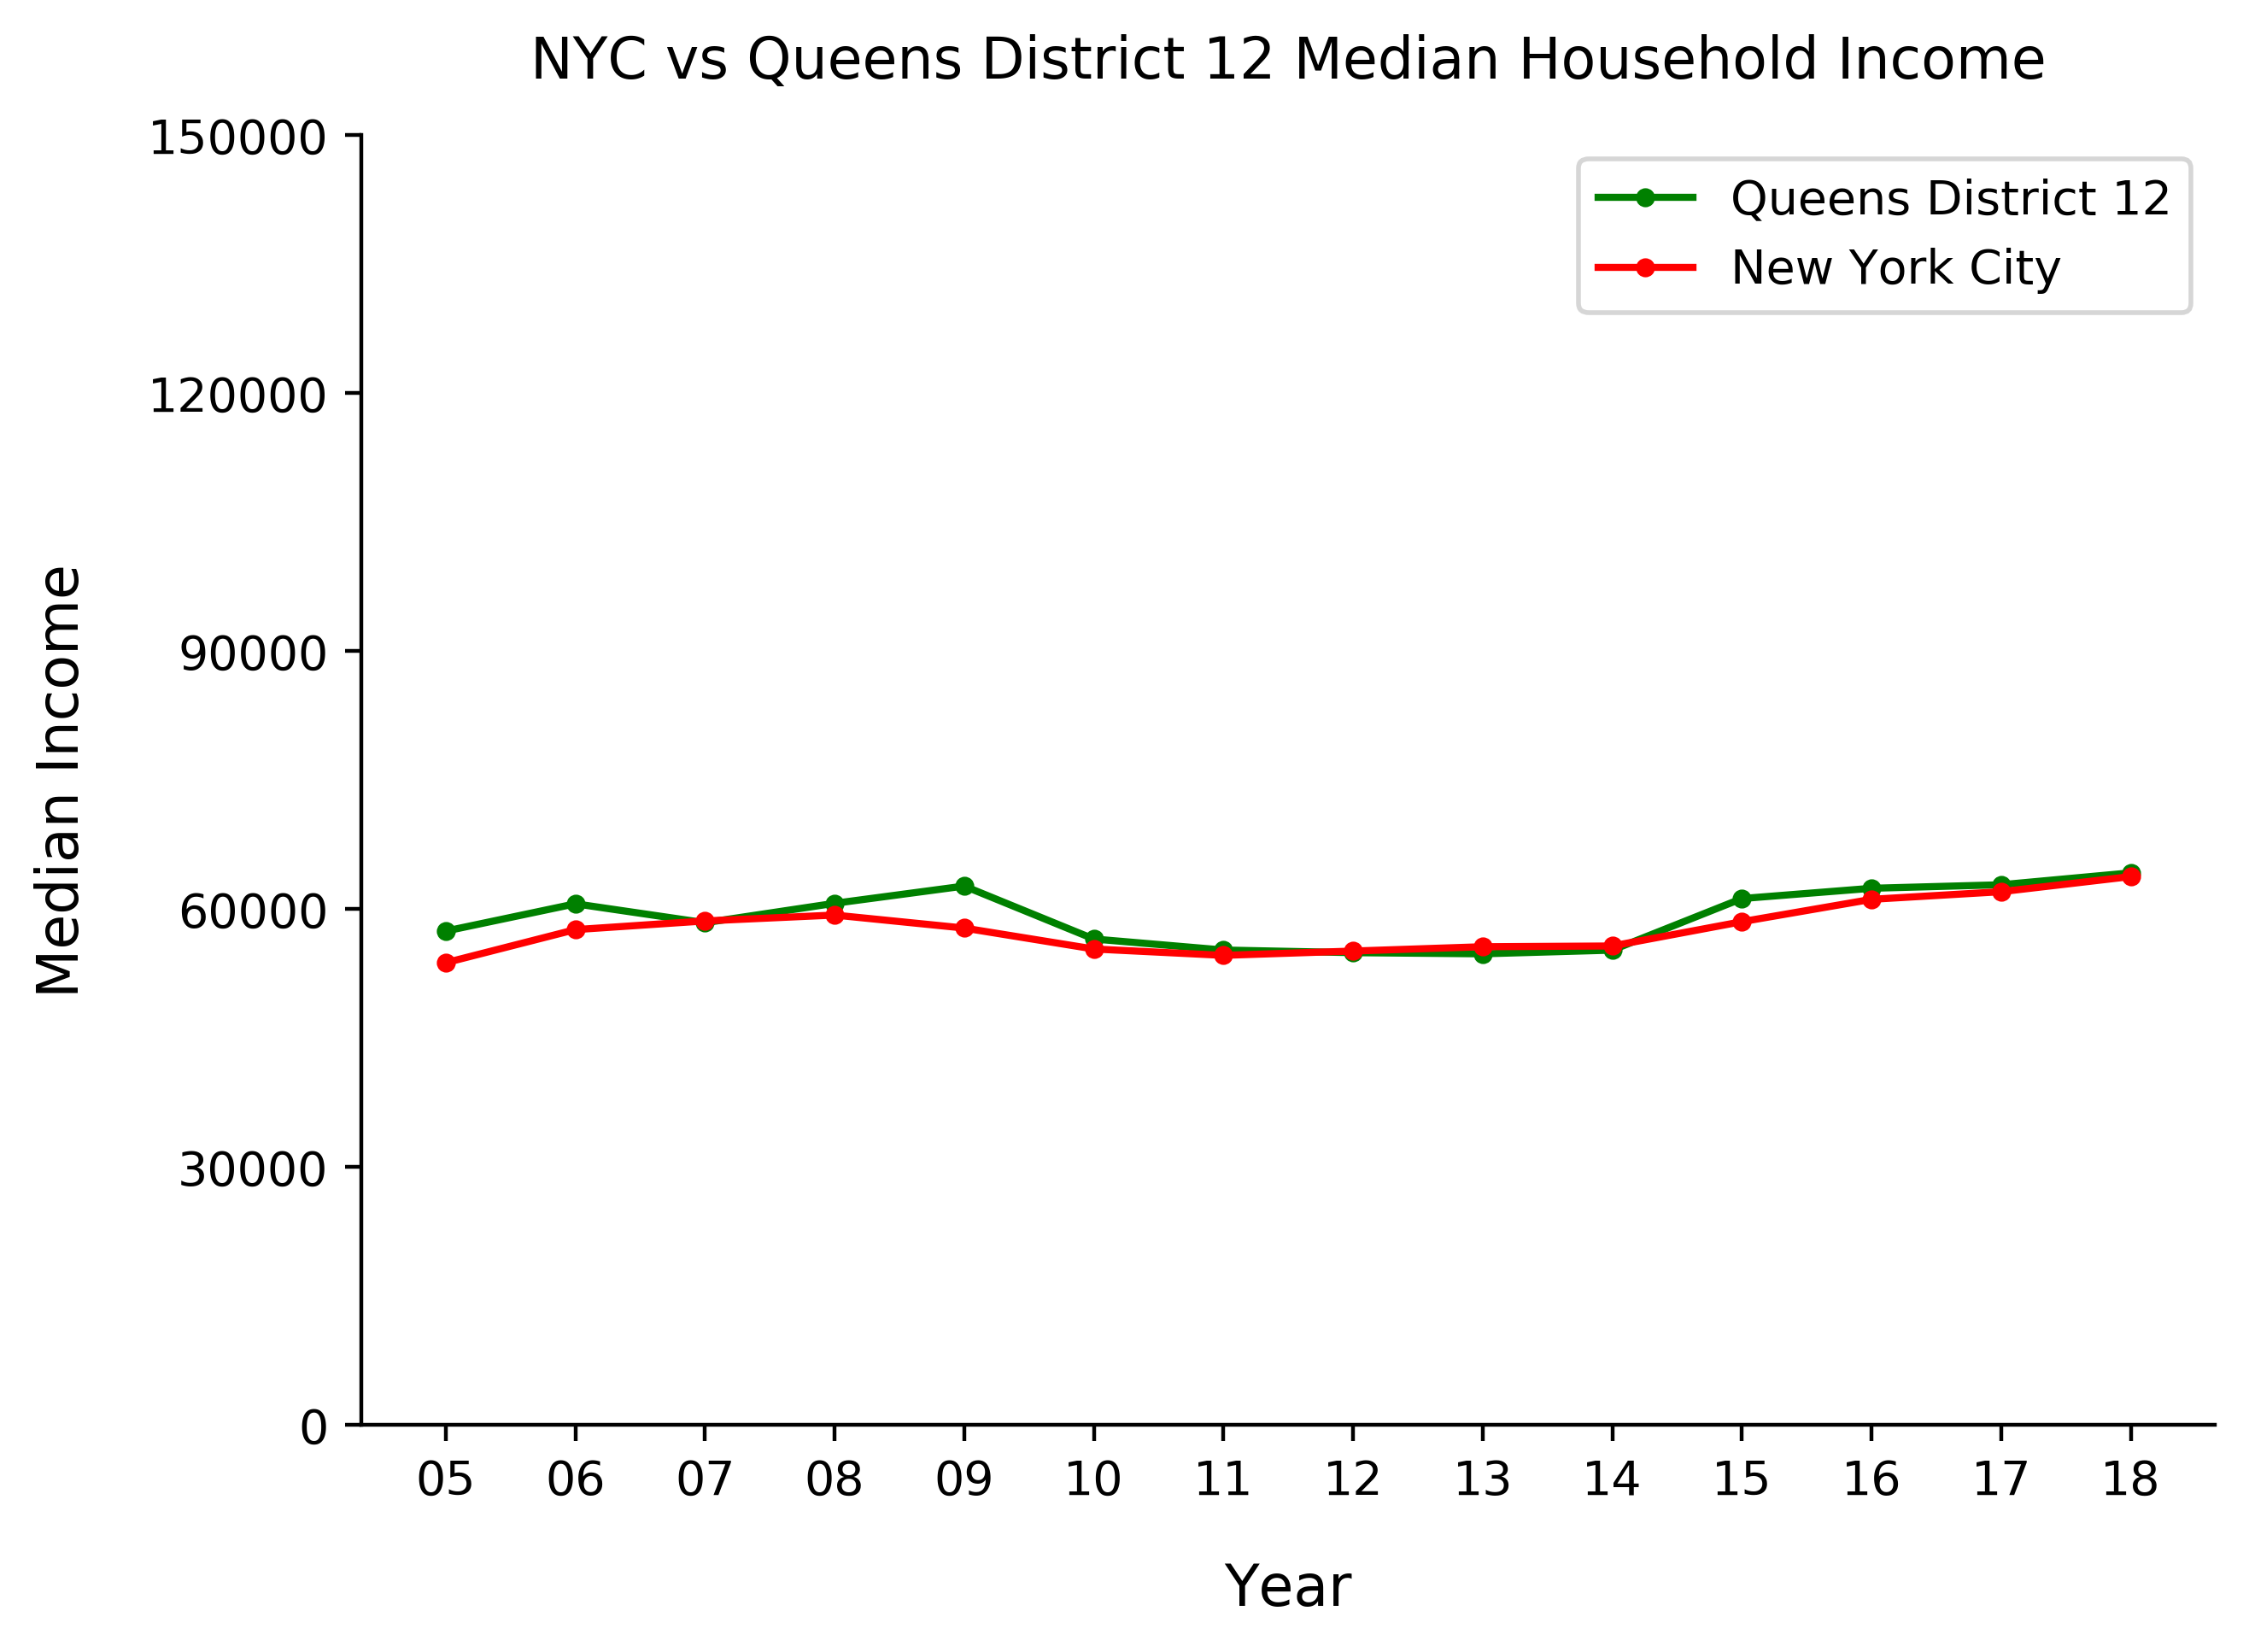 NYC vs Queens District 12 Median Household Income
150000
120000
90000
60000
30000
0
Median Income
Queens District 12
New York City
05 06 07 08 09 10 11 12 13 14 15 16 17 18
Year